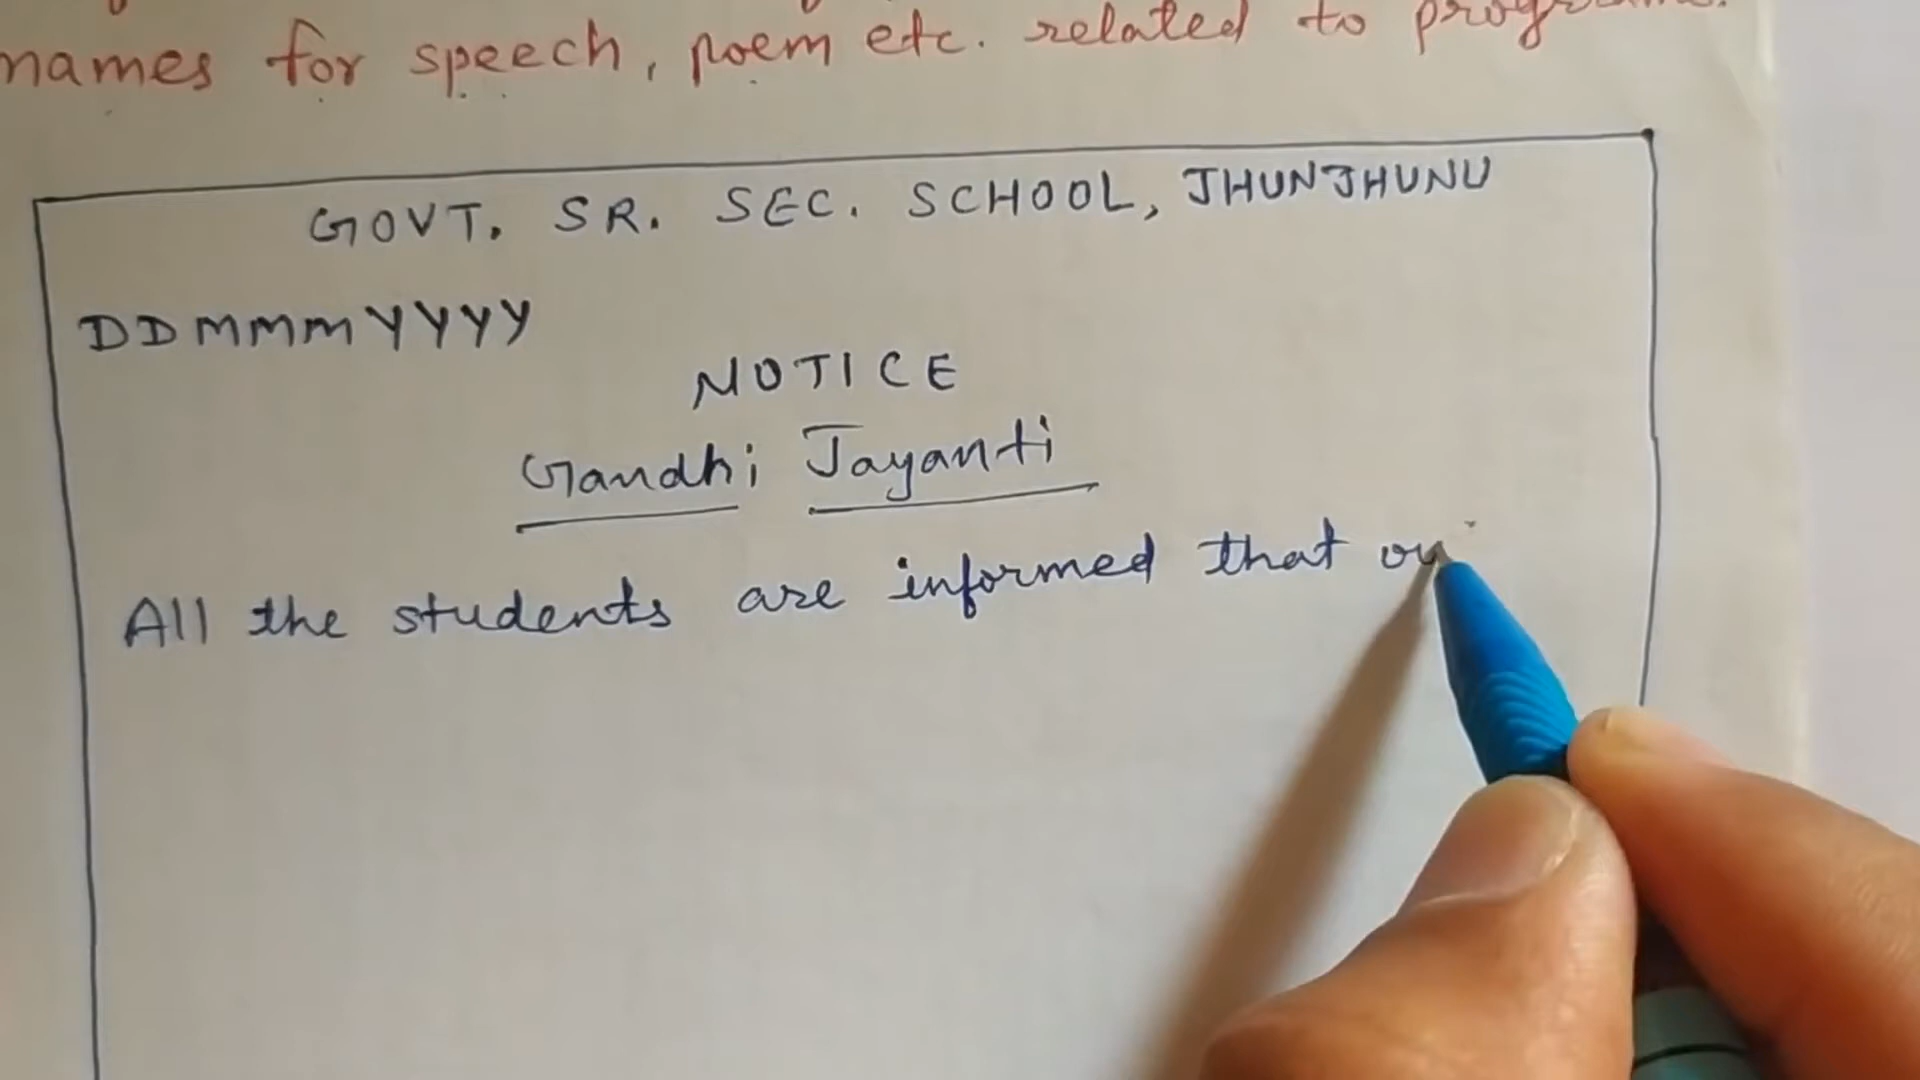 names for speech, poem etc. related to programme.
GOVT. SR. SEC. SCHOOL, JHUNJHUNU
DDMMMYYYY
NOTICE
Gandhi Jayanti
All the students are informed that